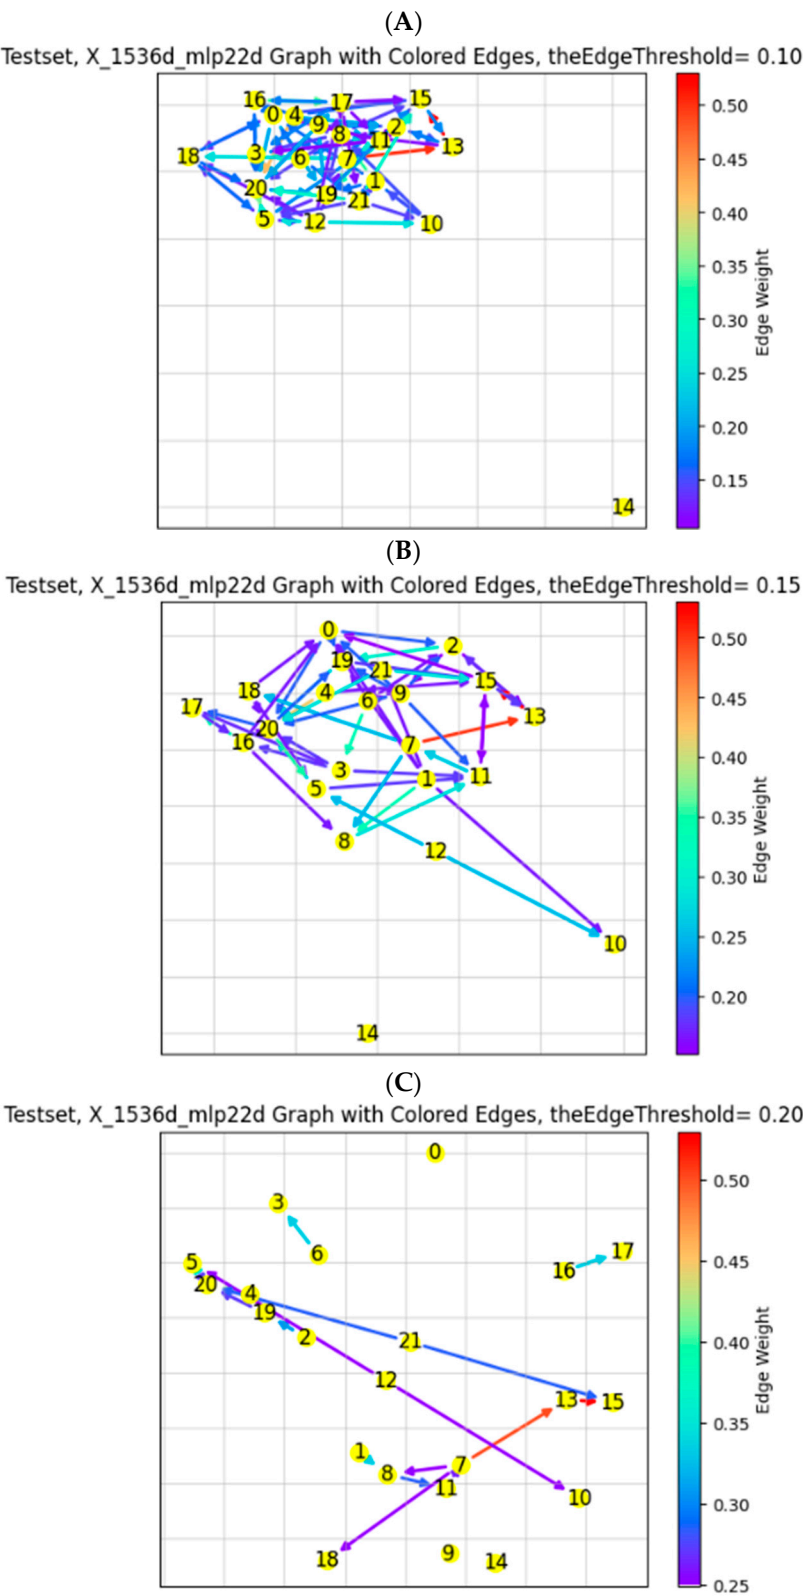 (A)
Testset, X_1536d_mlp22d Graph with Colored Edges, theEdgeThreshold= 0.10
16 17 15
0 4 9 8 2
11 13
18 3 6 7
20 19 21 1
5 12 10
14
0.50
0.45
0.40
0.35
0.30
0.25
0.20
0.15
Edge Weight
(B)
Testset, X_1536d_mlp22d Graph with Colored Edges, theEdgeThreshold= 0.15
0 2
19 21 15
18 4 6 9
17 20 13
16 7
3 1 11
5
8 12
10
14
0.50
0.45
0.40
0.35
0.30
0.25
0.20
Edge Weight
(C)
Testset, X_1536d_mlp22d Graph with Colored Edges, theEdgeThreshold= 0.20
0
3
6 17
5 16
20 4
19
2 21
12
13 15
1
8 7
11 10
18 9 14
0.50
0.45
0.40
0.35
0.30
0.25
Edge Weight